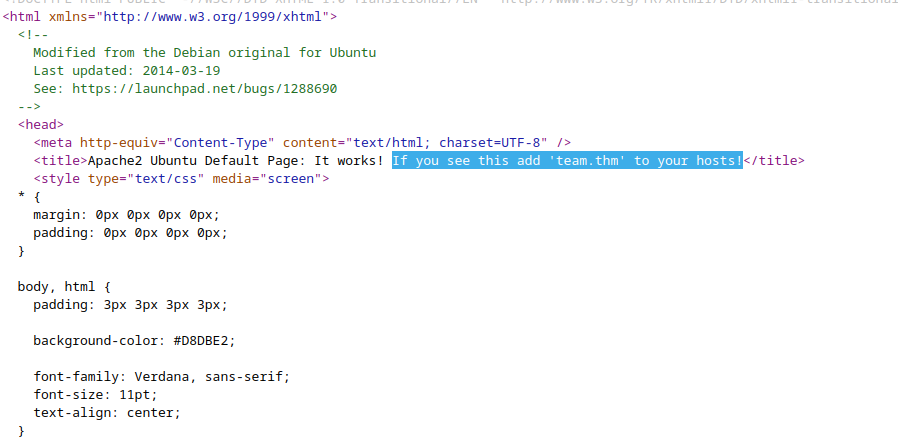 <html xmlns="http://www.w3.org/1999/xhtml">
<!--
Modified from the Debian original for Ubuntu
Last updated: 2014-03-19
See: https://launchpad.net/bugs/1288690
-->
<head>
<meta http-equiv="Content-Type" content="text/html; charset=UTF-8" />
<title>Apache2 Ubuntu Default Page: It works! If you see this add 'team.thm' to your hosts!</title>
<style type="text/css" media="screen">
* {
margin: 0px 0px 0px 0px;
padding: 0px 0px 0px 0px;
}
body, html {
padding: 3px 3px 3px 3px;
background-color: #D8DBE2;
font-family: Verdana, sans-serif;
font-size: 11pt;
text-align: center;
}